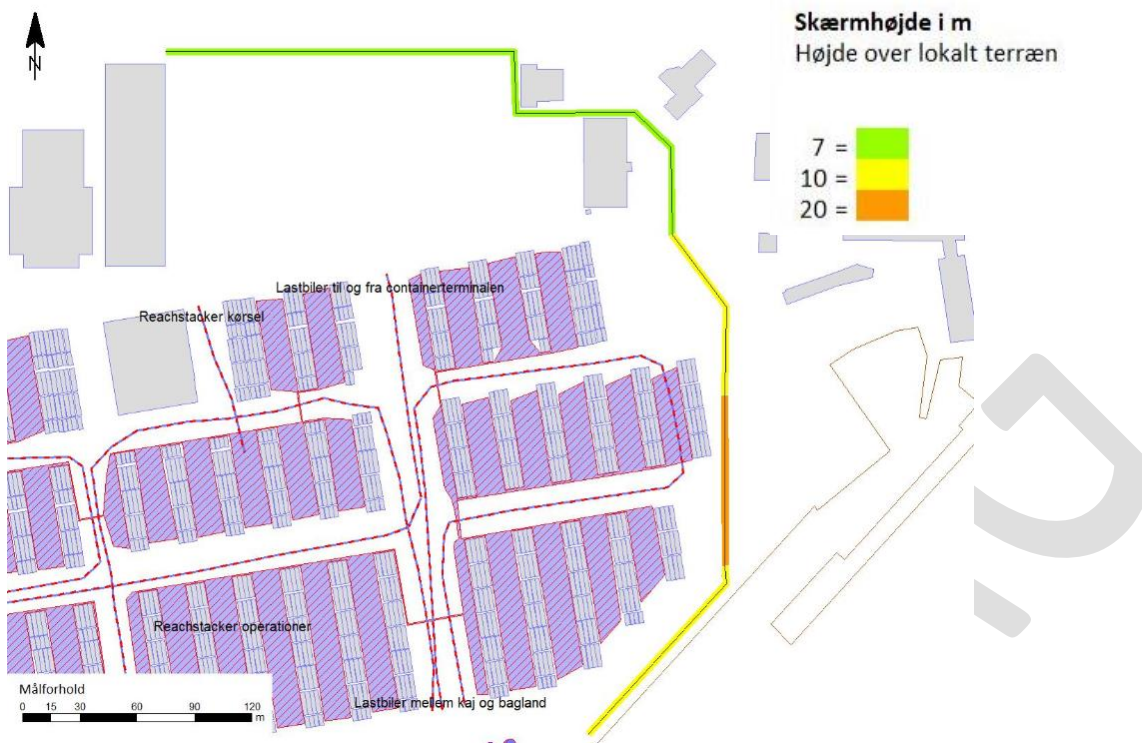 N
Skærmhøjde i m
Højde over lokalt terræn
7 =
10 =
20 =
Lastbiler til og fra containerterminalen
Reachstacker kørsel
Reachstacker operationer
Lastbiler mellem kaj og bagland
Målforhold
0 15 30 60 90 120
m